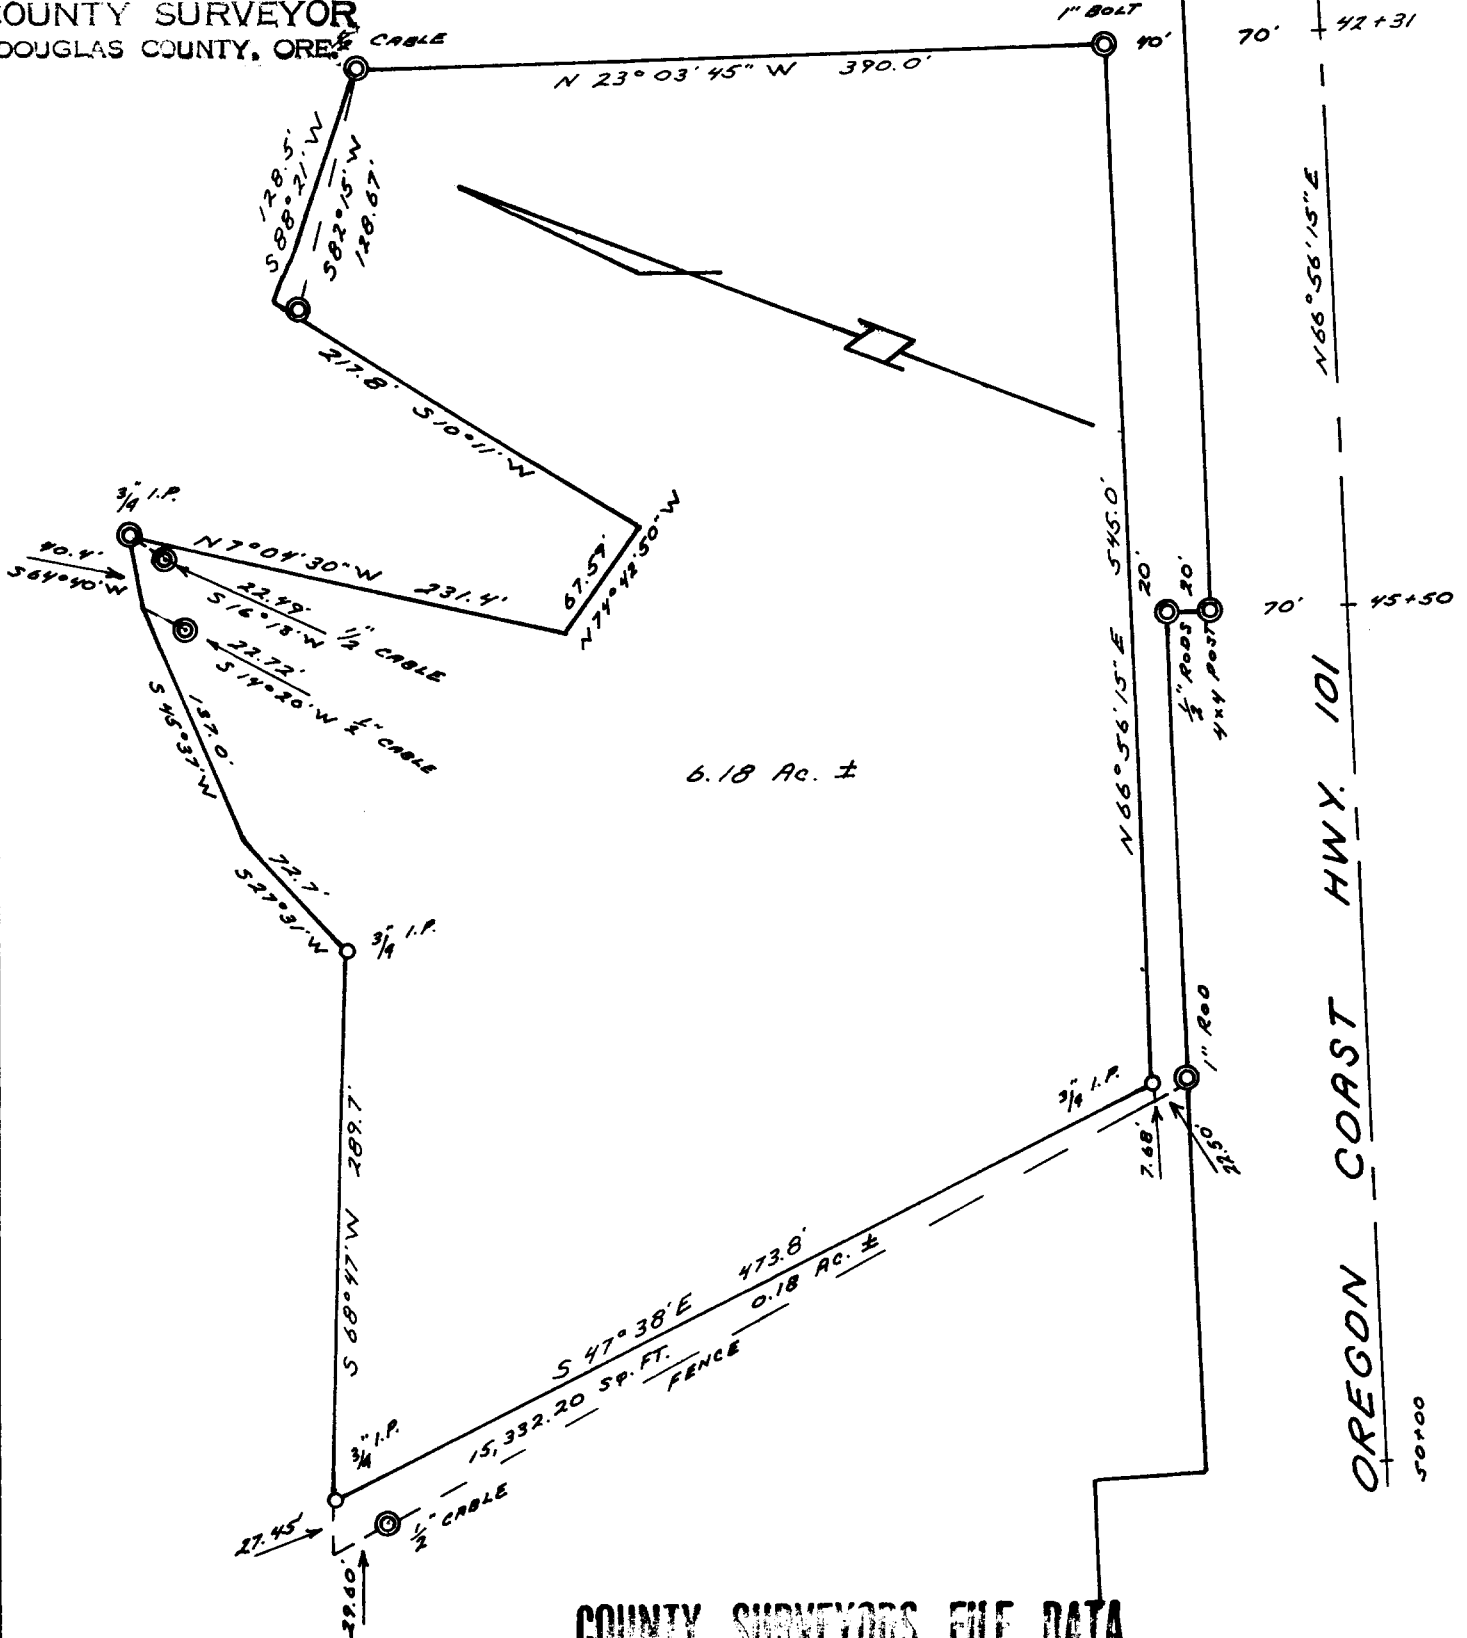 COUNTY SURVEYOR
DOUGLAS COUNTY, ORE.
1/2" CABLE
1" BOLT
40'
70'
42+31
N 23° 03' 45" W 390.0'
128.5'
S 88° 21' W
S 82° 15' W
128.67'
N 66° 56' 15" E
217.8' S 10° 11' W
3/4" I.P.
40.4'
S 64° 40' W
N 7° 04' 30" W 231.4'
67.59'
N 74° 42' 50" W
22.49'
S 16° 18' W 1/2" CABLE
22.72'
S 14° 20' W 1/2" CABLE
137.0'
S 45° 37' W
72.7'
S 27° 31' W
3/4" I.P.
6.18 Ac. ±
N 66° 56' 15" E 545.0'
20'
20'
1/2" RODS
4x4 POST
70'
45+50
OREGON COAST HWY. 101
50+00
1" ROD
3/4" I.P.
7.68'
22.50'
S 68° 47' W 289.7'
S 47° 38' E 473.8'
15,332.20 SQ. FT. 0.18 AC. ±
FENCE
3/4" I.P.
27.45'
29.60'
1/2" CABLE
COUNTY SURVEYORS FILE DATA